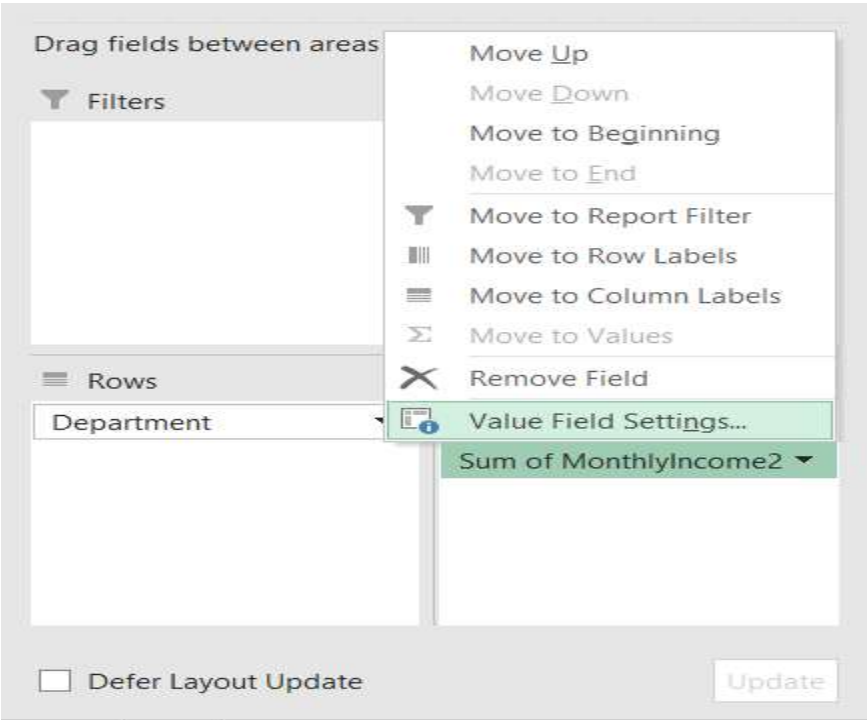 Drag fields between areas
Filters
Move Up
Move Down
Move to Beginning
Move to End
Move to Report Filter
Move to Row Labels
Move to Column Labels
Move to Values
Remove Field
Value Field Settings...
Rows
Department
Sum of MonthlyIncome2
Defer Layout Update
Update